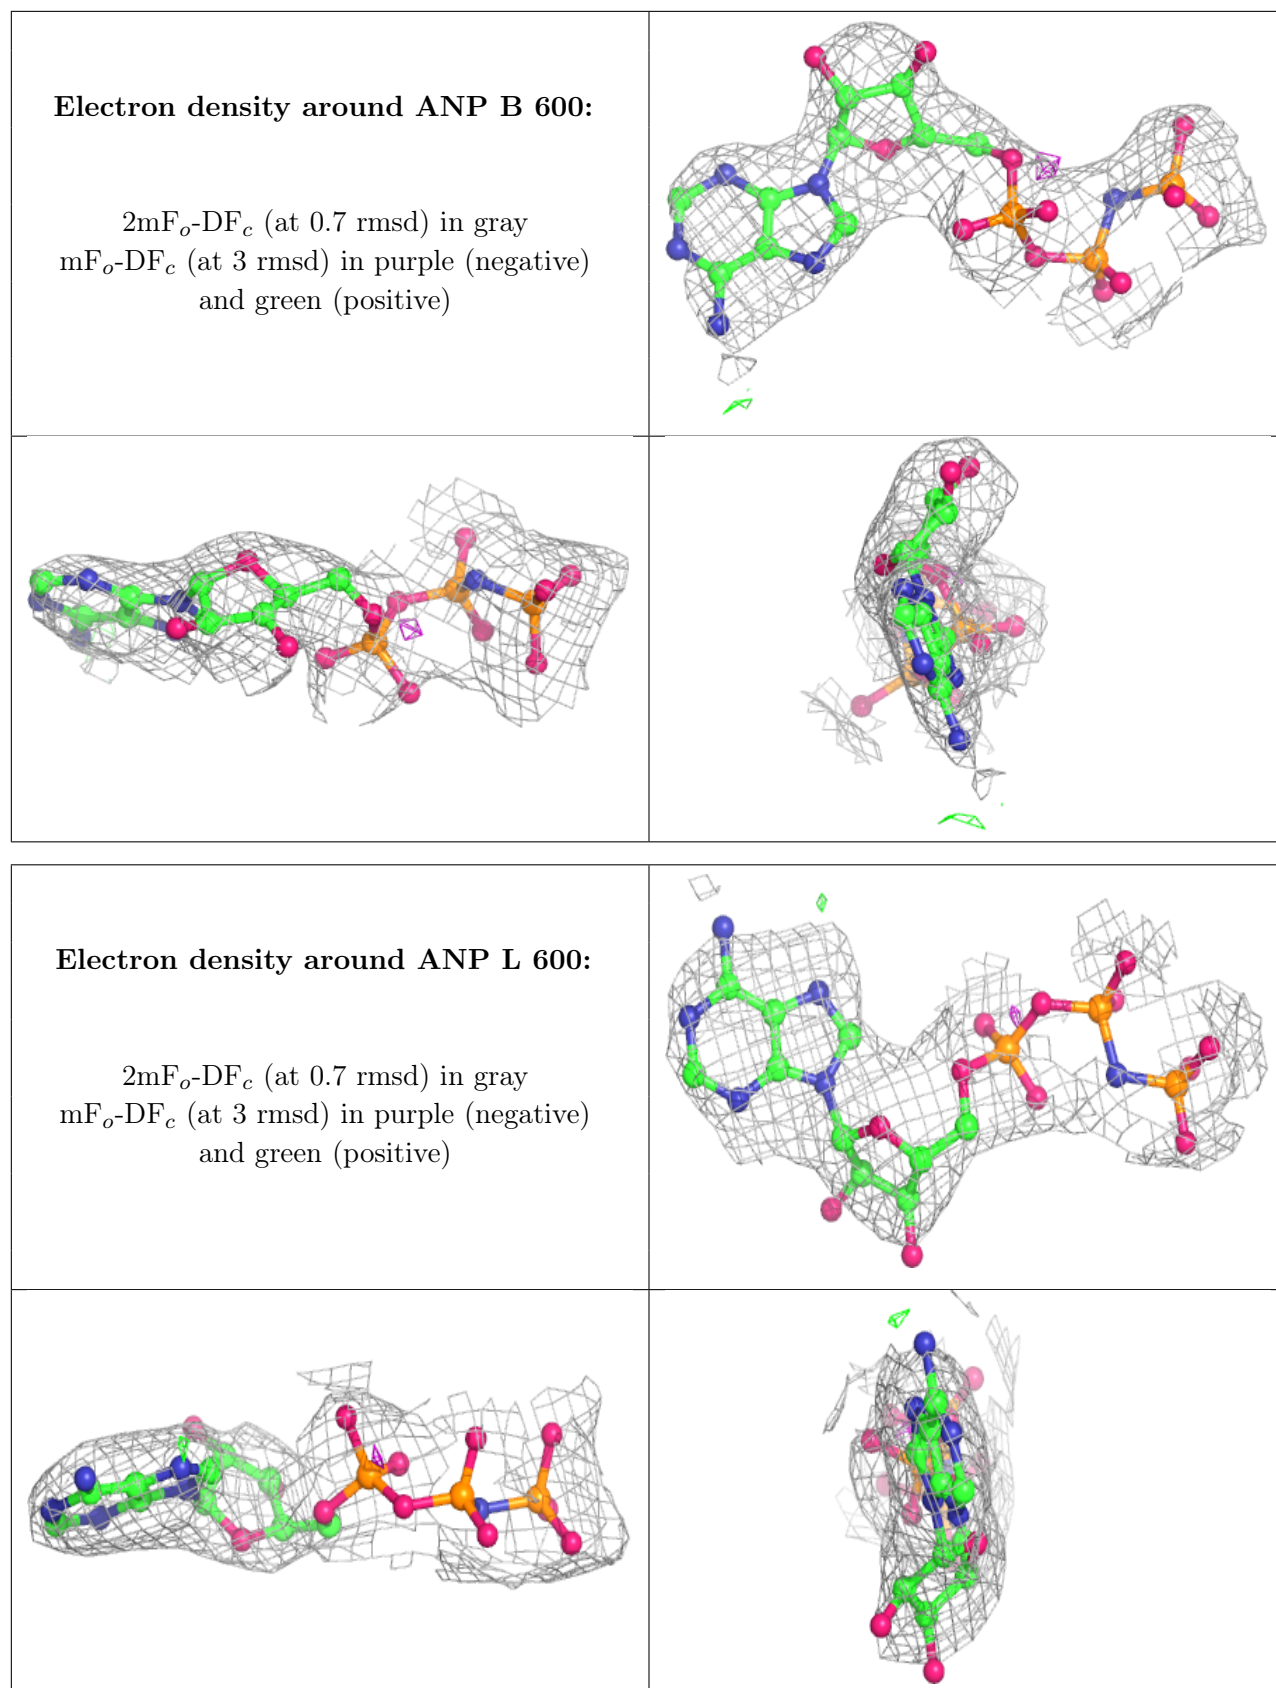 Electron density around ANP B 600:
2mFo-DFc (at 0.7 rmsd) in gray
mFo-DFc (at 3 rmsd) in purple (negative)
and green (positive)
Electron density around ANP L 600:
2mFo-DFc (at 0.7 rmsd) in gray
mFo-DFc (at 3 rmsd) in purple (negative)
and green (positive)